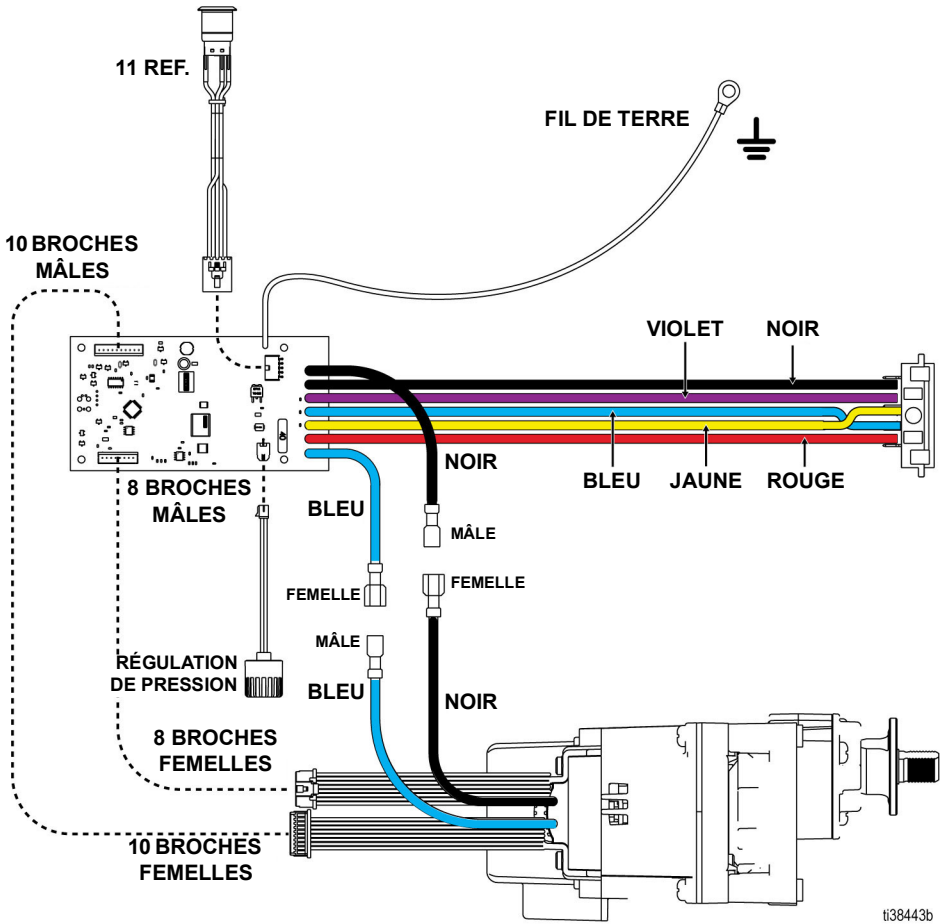 11 REF.
FIL DE TERRE
10 BROCHES
MÂLES
VIOLET
NOIR
NOIR
BLEU
JAUNE
ROUGE
8 BROCHES
MÂLES
BLEU
MÂLE
FEMELLE
FEMELLE
MÂLE
RÉGULATION
DE PRESSION
BLEU
NOIR
8 BROCHES
FEMELLES
10 BROCHES
FEMELLES
ti38443b